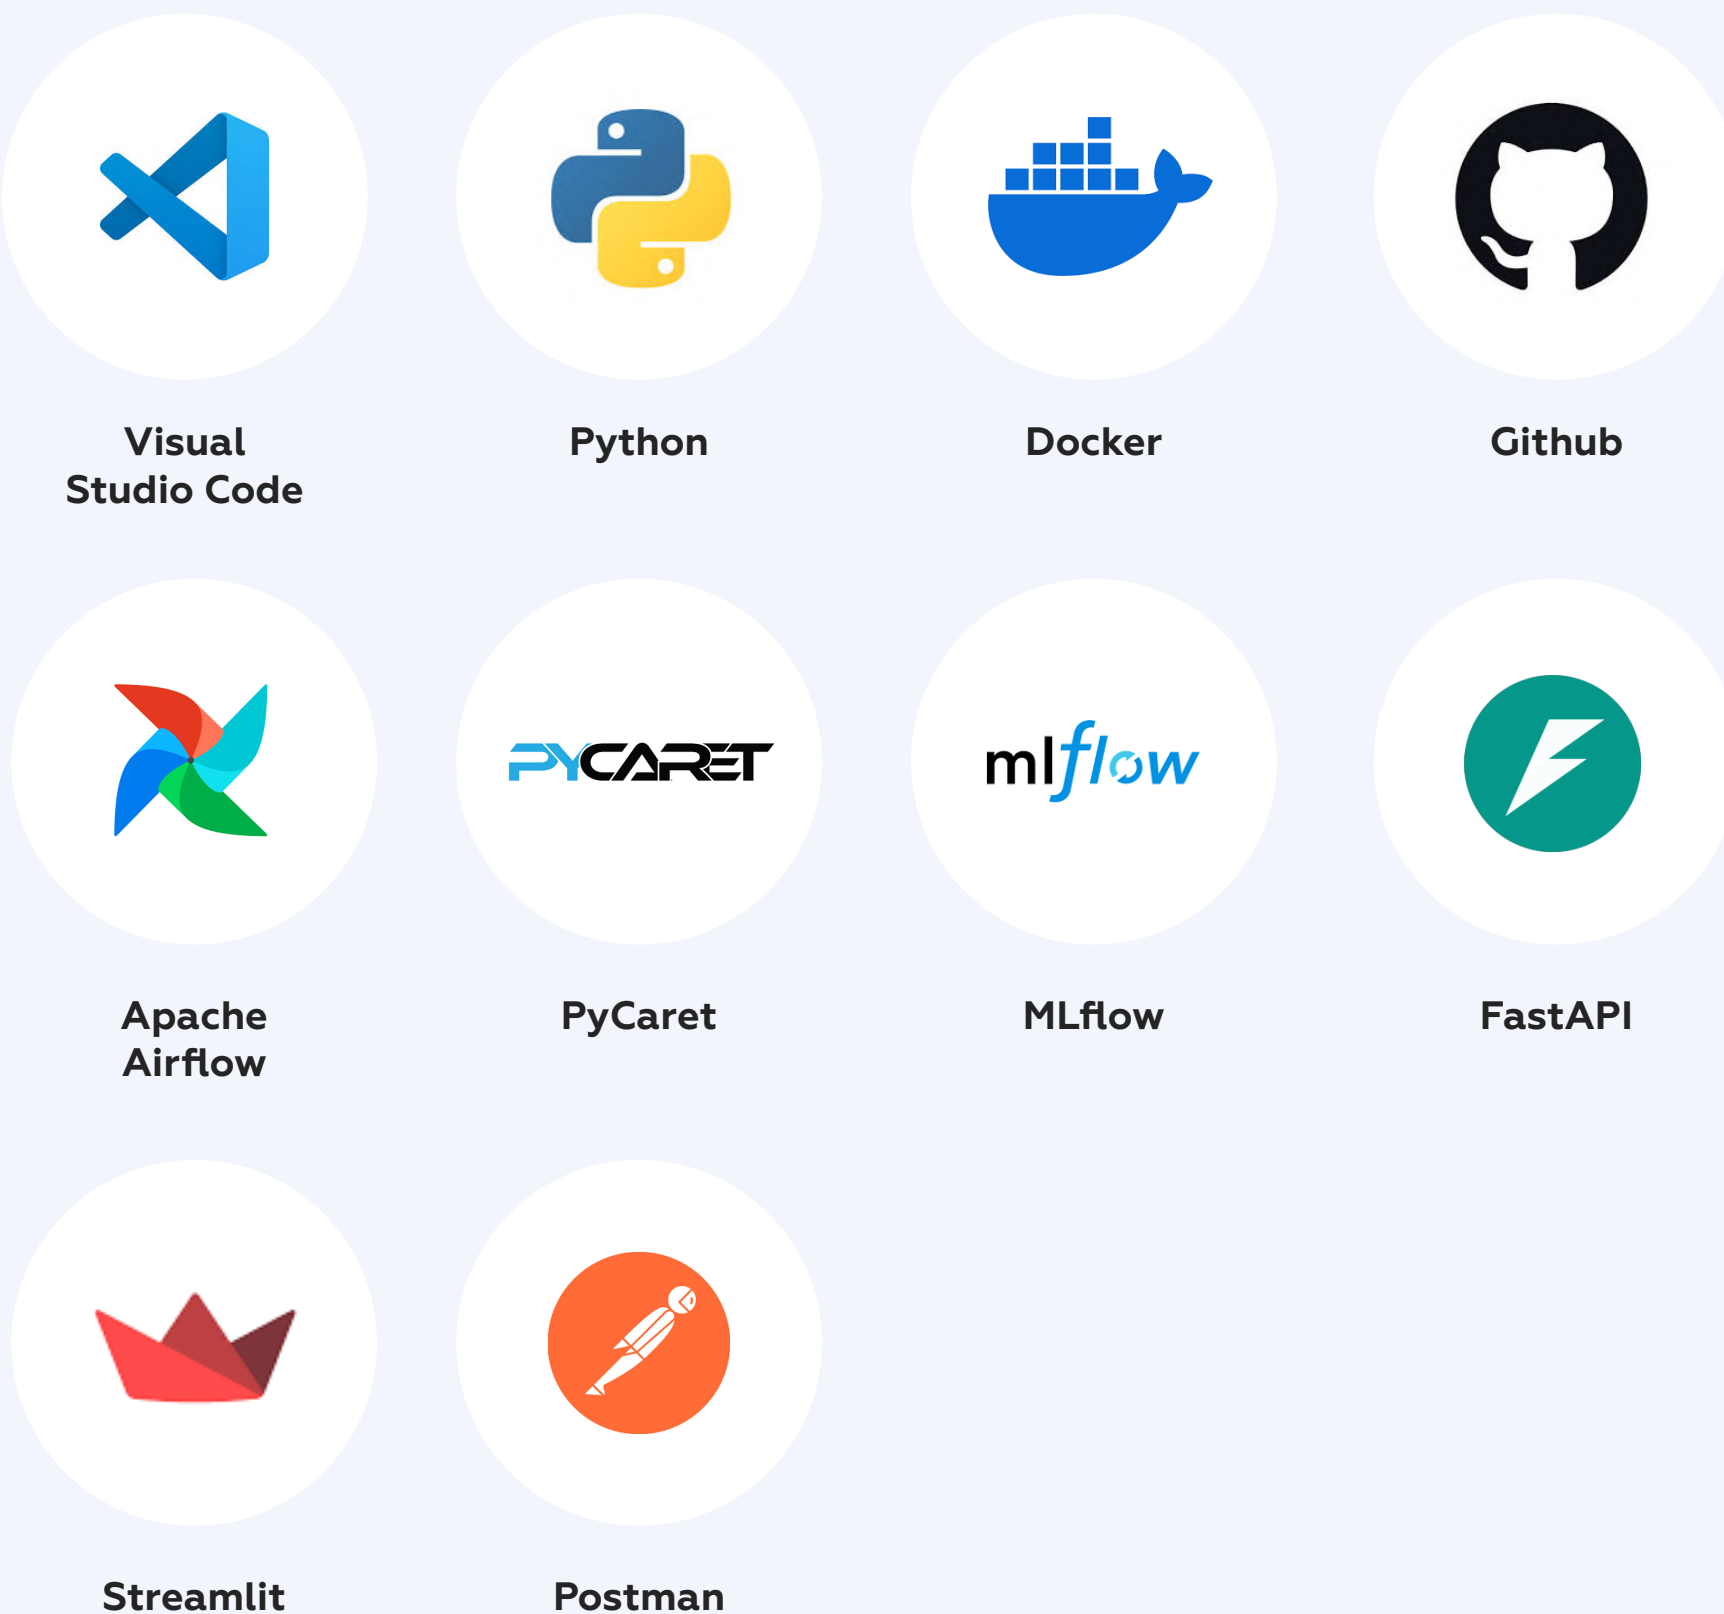 Visual
Studio Code
Python
Docker
Github
PYCARET
mlflow
Apache
Airflow
PyCaret
MLflow
FastAPI
Streamlit
Postman